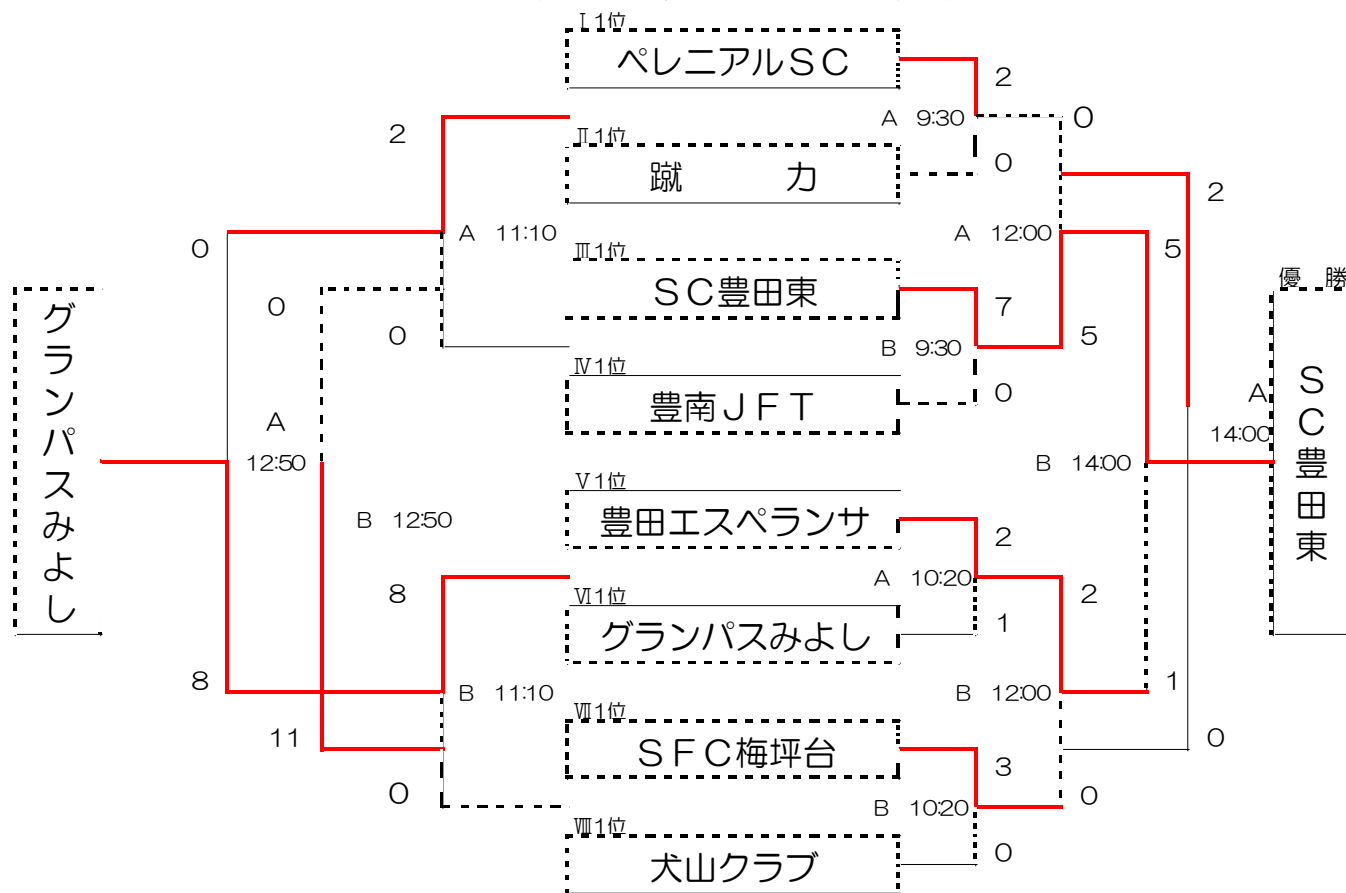 Ⅰ1位
ペレニアルSC
2
A 9:30
0
2
Ⅱ1位
0
蹴 力
2
0
A 11:10
A 12:00
5
Ⅲ1位
優 勝
SC豊田東
7
0
0
B 9:30
5
Ⅳ1位
0
豊南JFT
グランパスみよし
A
12:50
A
14:00
SC豊田東
B 14:00
Ⅴ1位
B 12:50
豊田エスペランサ
2
A 10:20
8
2
Ⅵ1位
1
グランパスみよし
8
B 11:10
B 12:00
1
Ⅶ1位
11
SFC梅坪台
0
3
0
0
B 10:20
Ⅷ1位
0
犬山クラブ